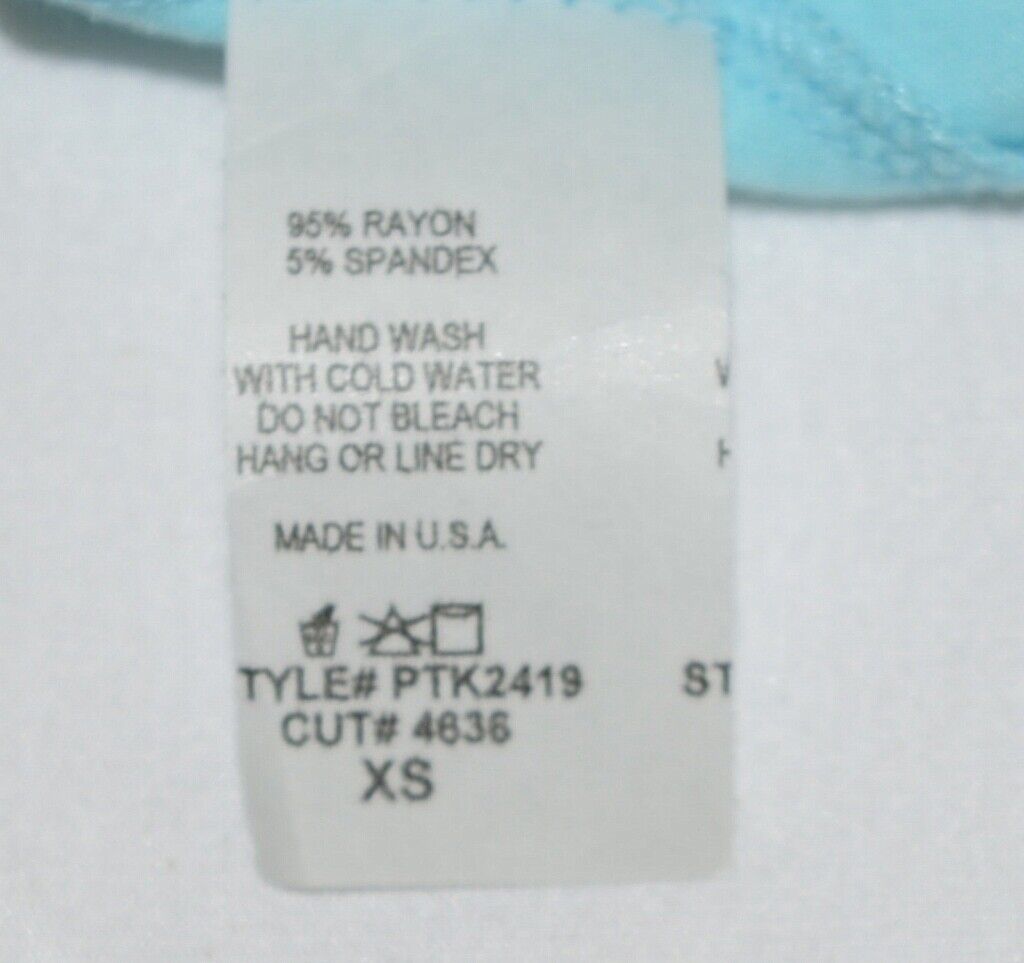 95% RAYON
5% SPANDEX
HAND WASH
WITH COLD WATER
DO NOT BLEACH
HANG OR LINE DRY
MADE IN U.S.A.
TYLE# PTK2419
ST
CUT# 4636
XS